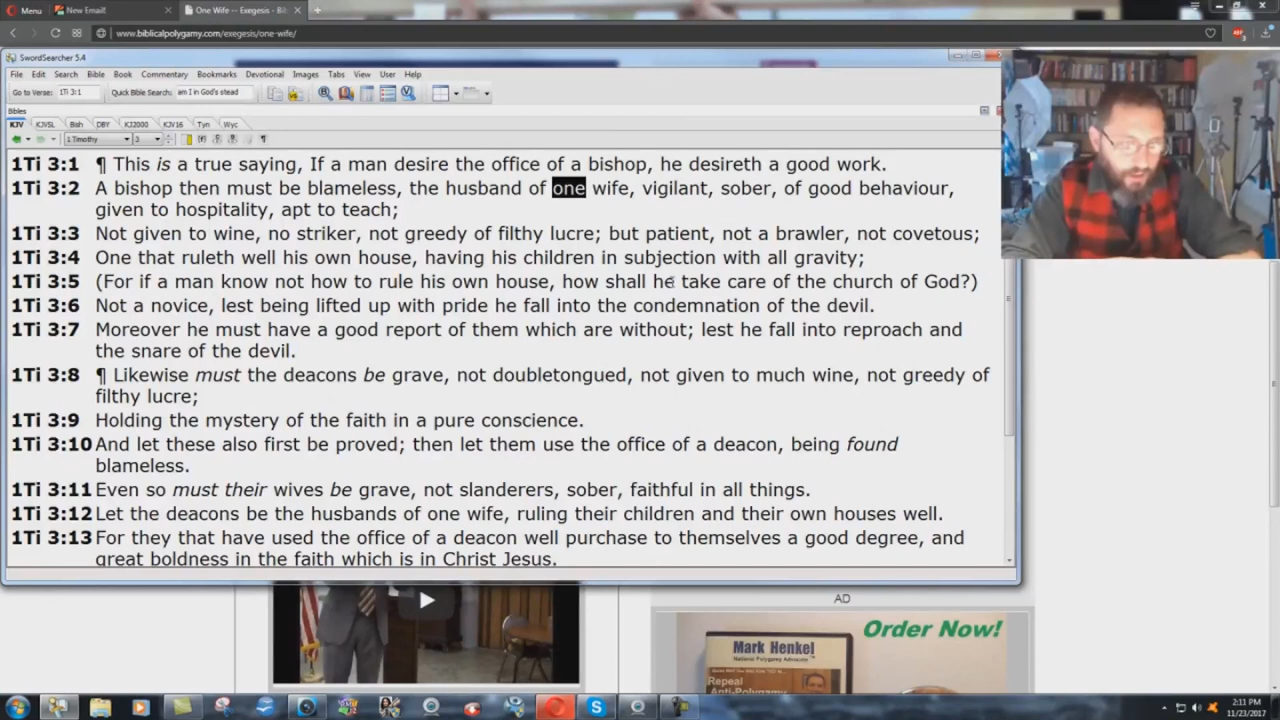 Menu
New Email!
One Wife -- Exegesis - Bib
www.biblicalpolygamy.com/exegesis/one-wife/
SwordSearcher 5.4
File Edit Search Bible Book Commentary Bookmarks Devotional Images Tabs View User Help
Go to Verse: 1Ti 3:1 Quick Bible Search: am I in God's stead
Bibles
KJV KJVSL Bish DBY KJ2000 KJV16 Tyn Wyc
1 Timothy 3
1Ti 3:1 ¶ This is a true saying, If a man desire the office of a bishop, he desireth a good work.
1Ti 3:2 A bishop then must be blameless, the husband of one wife, vigilant, sober, of good behaviour,
given to hospitality, apt to teach;
1Ti 3:3 Not given to wine, no striker, not greedy of filthy lucre; but patient, not a brawler, not covetous;
1Ti 3:4 One that ruleth well his own house, having his children in subjection with all gravity;
1Ti 3:5 (For if a man know not how to rule his own house, how shall he take care of the church of God?)
1Ti 3:6 Not a novice, lest being lifted up with pride he fall into the condemnation of the devil.
1Ti 3:7 Moreover he must have a good report of them which are without; lest he fall into reproach and
the snare of the devil.
1Ti 3:8 ¶ Likewise must the deacons be grave, not doubletongued, not given to much wine, not greedy of
filthy lucre;
1Ti 3:9 Holding the mystery of the faith in a pure conscience.
1Ti 3:10 And let these also first be proved; then let them use the office of a deacon, being found
blameless.
1Ti 3:11 Even so must their wives be grave, not slanderers, sober, faithful in all things.
1Ti 3:12 Let the deacons be the husbands of one wife, ruling their children and their own houses well.
1Ti 3:13 For they that have used the office of a deacon well purchase to themselves a good degree, and
great boldness in the faith which is in Christ Jesus.
AD
Order Now!
Mark Henkel
National Polygamy Advocate
Repeal
Anti-Polygamy
2:11 PM
11/23/2017